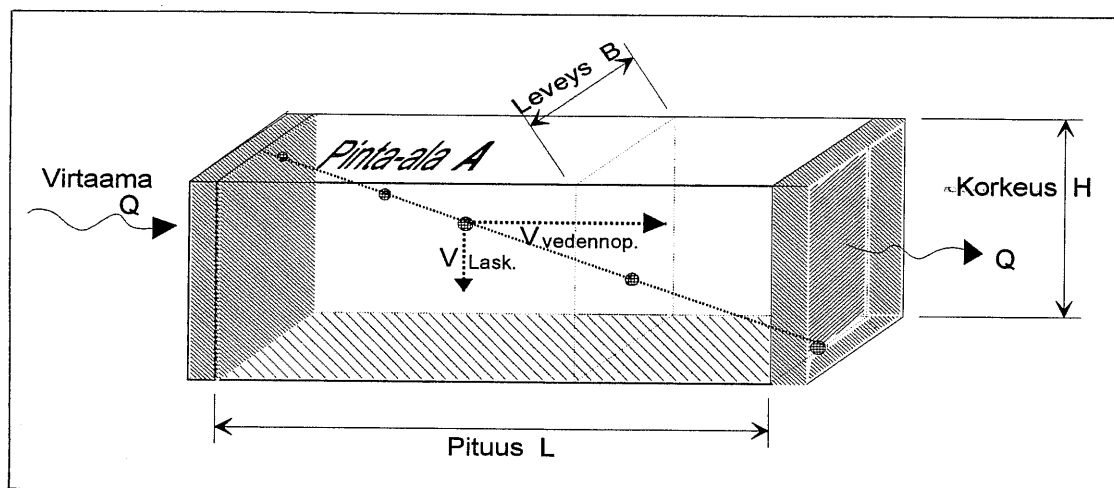 Leveys B
Pinta-ala A
Virtaama
Q
Korkeus H
V vedennop.
V Lask.
Q
Pituus L